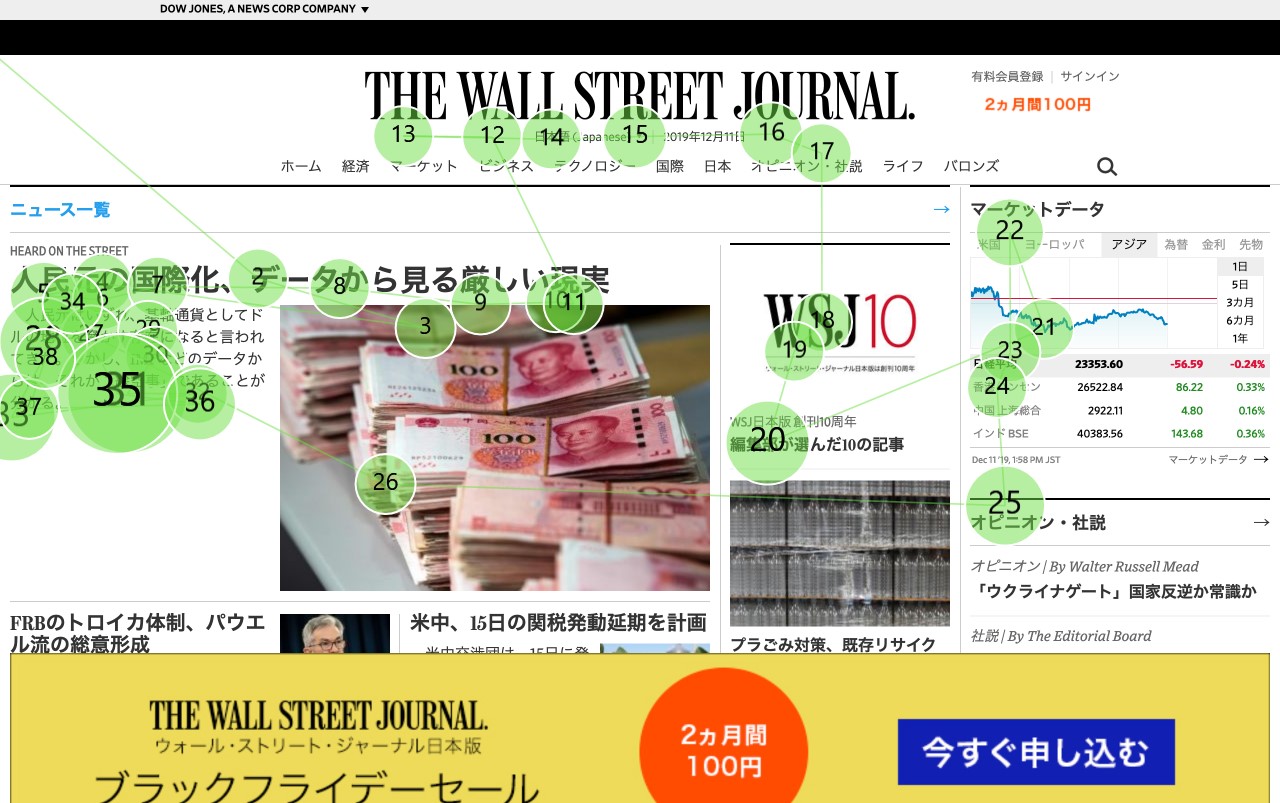 DOW JONES, A NEWS CORP COMPANY
THE WALL STREET JOURNAL.
有料会員登録 | サインイン
2ヵ月間100円
日本語(Japanese)
2019年12月11日
ホーム 経済 マーケット ビジネス テクノロジー 国際 日本 オピニオン・社説 ライフ バロンズ
ニュース一覧 →
HEARD ON THE STREET
人民元の国際化、データから見る厳しい現実
基軸通貨としてド
になると言われ
どのデータか
あることが
WSJ10
ウォール・ストリート・ジャーナル日本版は創刊10周年
WSJ日本版 創刊10周年
編集部が選んだ10の記事
プラごみ対策、既存リサイク
FRBのトロイカ体制、パウエ
ル流の総意形成
米中、15日の関税発動延期を計画
米中交渉団は、15日に発
マーケットデータ
米国 ヨーロッパ アジア 為替 金利 先物
1日
5日
3カ月
6カ月
1年
日経平均 23353.60 -56.59 -0.24%
香港ハンセン 26522.84 86.22 0.33%
中国 上海総合 2922.11 4.80 0.16%
インド BSE 40383.56 143.68 0.36%
Dec 11 '19, 1:58 PM JST
マーケットデータ →
オピニオン・社説 →
オピニオン | By Walter Russell Mead
「ウクライナゲート」国家反逆か常識か
社説 | By The Editorial Board
THE WALL STREET JOURNAL.
ウォール・ストリート・ジャーナル日本版
ブラックフライデーセール
2ヵ月間
100円
今すぐ申し込む
2
3
4
5
6
7
8
9
10
11
12
13
14
15
16
17
18
19
20
21
22
23
24
25
26
34
35
36
37
38